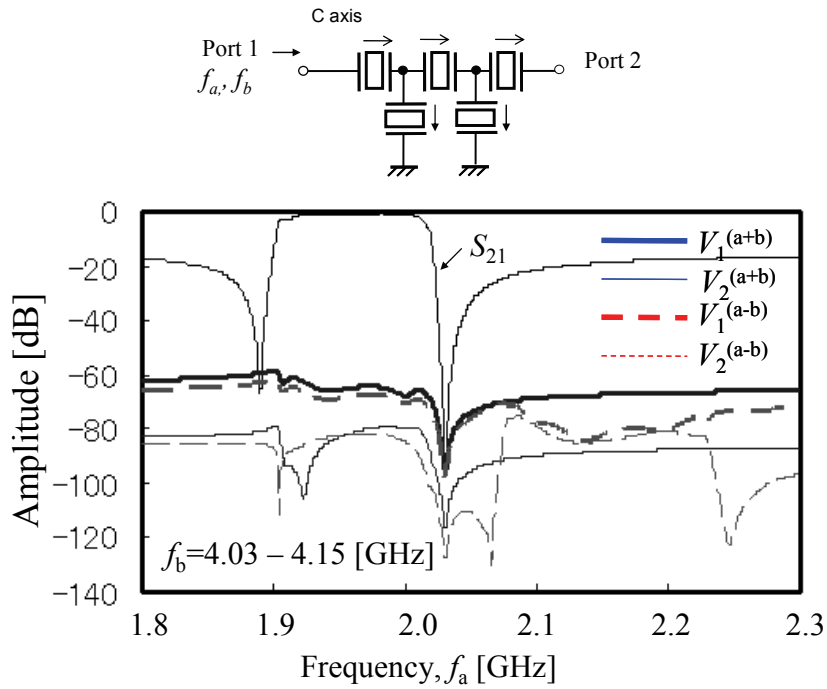 C axis
Port 1
fa,, fb
Port 2
Amplitude [dB]
0
−20
−40
−60
−80
−100
−120
−140
S21
V1(a+b)
V2(a+b)
V1(a-b)
V2(a-b)
fb=4.03 – 4.15 [GHz]
1.8 1.9 2.0 2.1 2.2 2.3
Frequency, fa [GHz]